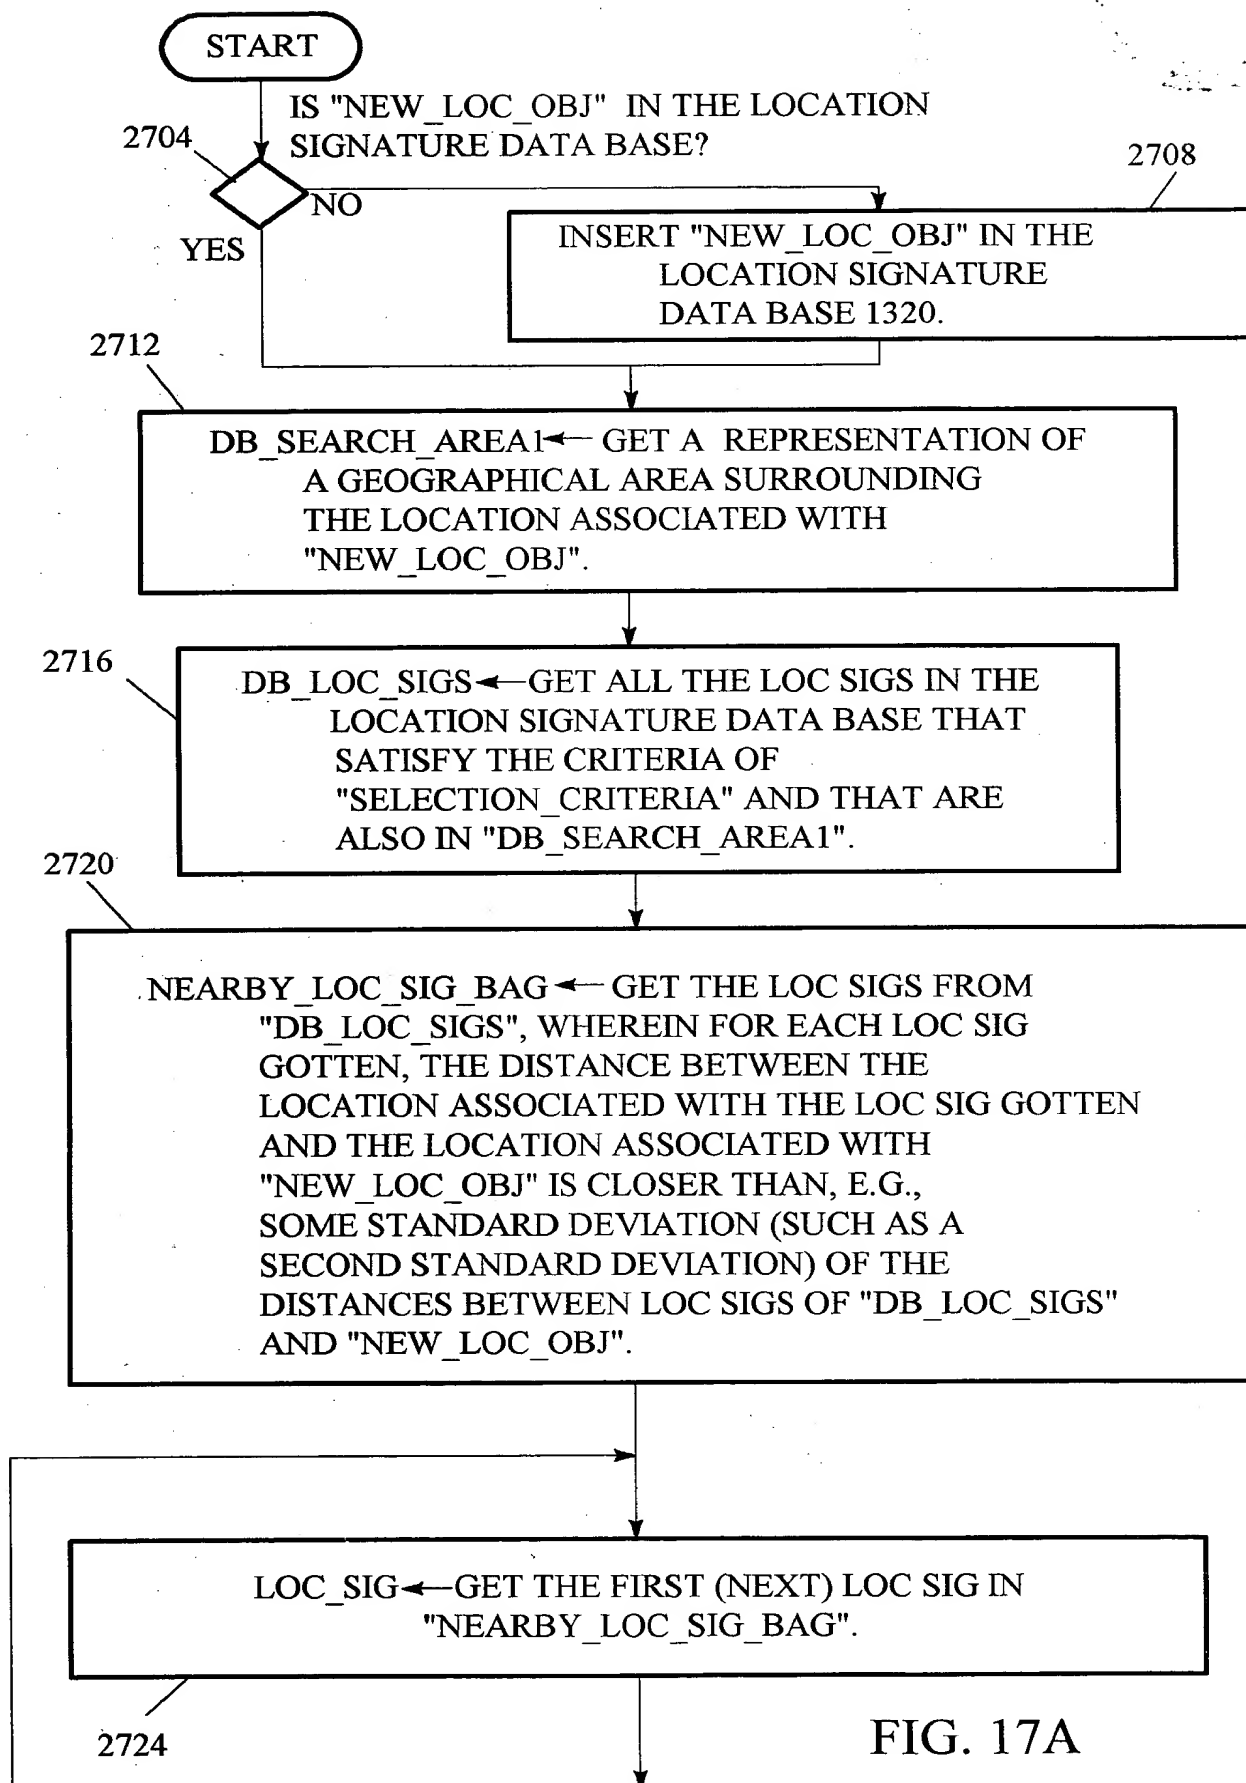 START
IS "NEW_LOC_OBJ" IN THE LOCATION
SIGNATURE DATA BASE?
2704
2708
NO
YES
INSERT "NEW_LOC_OBJ" IN THE
LOCATION SIGNATURE
DATA BASE 1320.
2712
DB_SEARCH_AREA1← GET A REPRESENTATION OF
A GEOGRAPHICAL AREA SURROUNDING
THE LOCATION ASSOCIATED WITH
"NEW_LOC_OBJ".
2716
DB_LOC_SIGS←GET ALL THE LOC SIGS IN THE
LOCATION SIGNATURE DATA BASE THAT
SATISFY THE CRITERIA OF
"SELECTION_CRITERIA" AND THAT ARE
ALSO IN "DB_SEARCH_AREA1".
2720
NEARBY_LOC_SIG_BAG← GET THE LOC SIGS FROM
"DB_LOC_SIGS", WHEREIN FOR EACH LOC SIG
GOTTEN, THE DISTANCE BETWEEN THE
LOCATION ASSOCIATED WITH THE LOC SIG GOTTEN
AND THE LOCATION ASSOCIATED WITH
"NEW_LOC_OBJ" IS CLOSER THAN, E.G.,
SOME STANDARD DEVIATION (SUCH AS A
SECOND STANDARD DEVIATION) OF THE
DISTANCES BETWEEN LOC SIGS OF "DB_LOC_SIGS"
AND "NEW_LOC_OBJ".
LOC_SIG←GET THE FIRST (NEXT) LOC SIG IN
"NEARBY_LOC_SIG_BAG".
2724
FIG. 17A